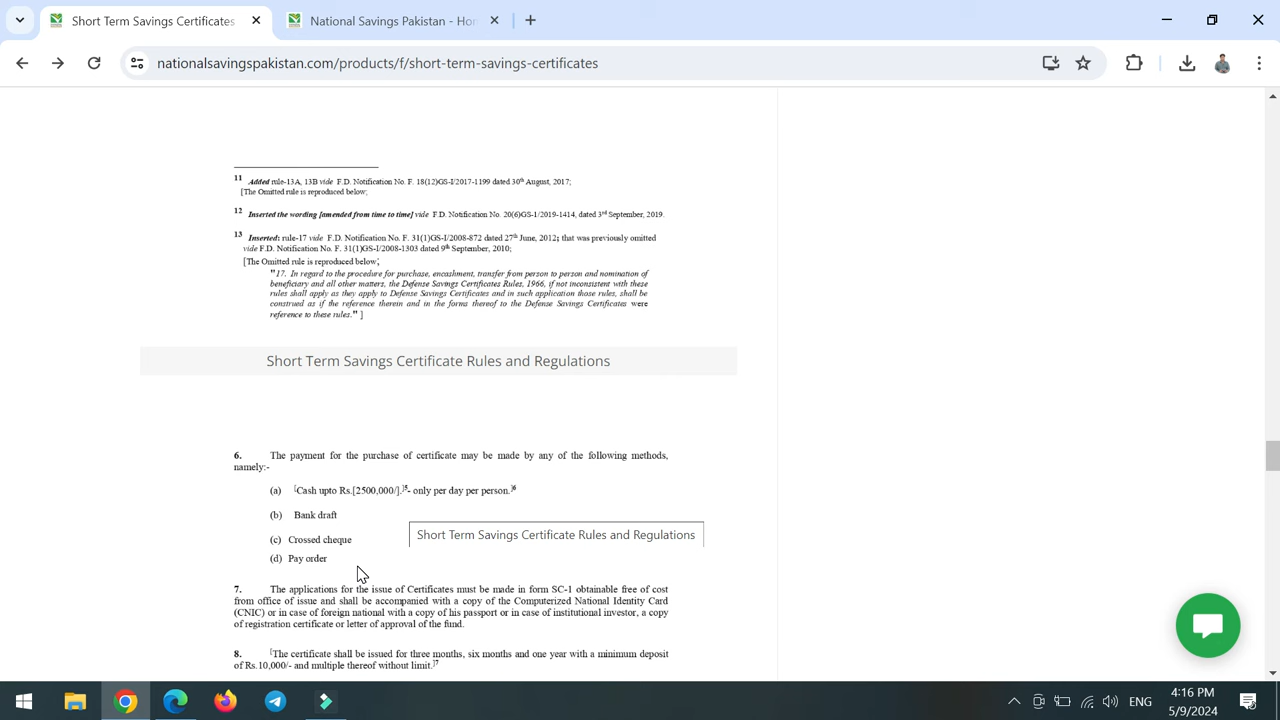 Short Term Savings Certificates
National Savings Pakistan - Hor
nationalsavingspakistan.com/products/f/short-term-savings-certificates
11 Added rule-13A, 13B vide F.D. Notification No. F. 18(12)GS-I/2017-1199 dated 30th August, 2017;
[The Omitted rule is reproduced below;
12 Inserted the wording [amended from time to time] vide F.D. Notification No. 20(6)GS-1/2019-1414, dated 3rd September, 2019.
13 Inserted: rule-17 vide F.D. Notification No. F. 31(1)GS-I/2008-872 dated 27th June, 2012; that was previously omitted
vide F.D. Notification No. F. 31(1)GS-I/2008-1303 dated 9th September, 2010;
[The Omitted rule is reproduced below;
"17. In regard to the procedure for purchase, encashment, transfer from person to person and nomination of
beneficiary and all other matters, the Defense Savings Certificates Rules, 1966, if not inconsistent with these
rules shall apply as they apply to Defense Savings Certificates and in such application those rules, shall be
construed as if the reference therein and in the forms thereof to the Defense Savings Certificates were
reference to these rules." ]
Short Term Savings Certificate Rules and Regulations
6. The payment for the purchase of certificate may be made by any of the following methods,
namely:-
(a) [Cash upto Rs.[2500,000/].]5- only per day per person.6
(b) Bank draft
(c) Crossed cheque
Short Term Savings Certificate Rules and Regulations
(d) Pay order
7. The applications for the issue of Certificates must be made in form SC-1 obtainable free of cost
from office of issue and shall be accompanied with a copy of the Computerized National Identity Card
(CNIC) or in case of foreign national with a copy of his passport or in case of institutional investor, a copy
of registration certificate or letter of approval of the fund.
8. [The certificate shall be issued for three months, six months and one year with a minimum deposit
of Rs.10,000/- and multiple thereof without limit.]7
ENG
4:16 PM
5/9/2024